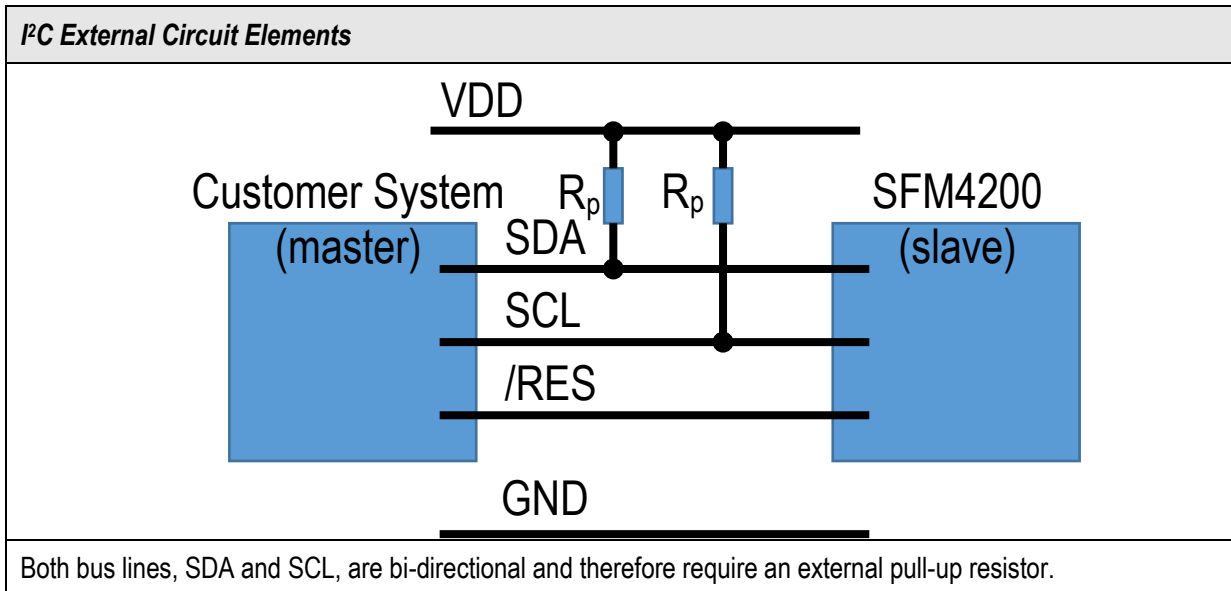 I²C External Circuit Elements
VDD
Customer System
(master)
Rp
Rp
SFM4200
(slave)
SDA
SCL
/RES
GND
Both bus lines, SDA and SCL, are bi-directional and therefore require an external pull-up resistor.